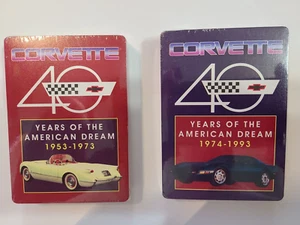 CORVETTE
40
YEARS OF THE
AMERICAN DREAM
1953-1973
CORVETTE
40
YEARS OF THE
AMERICAN DREAM
1974-1993